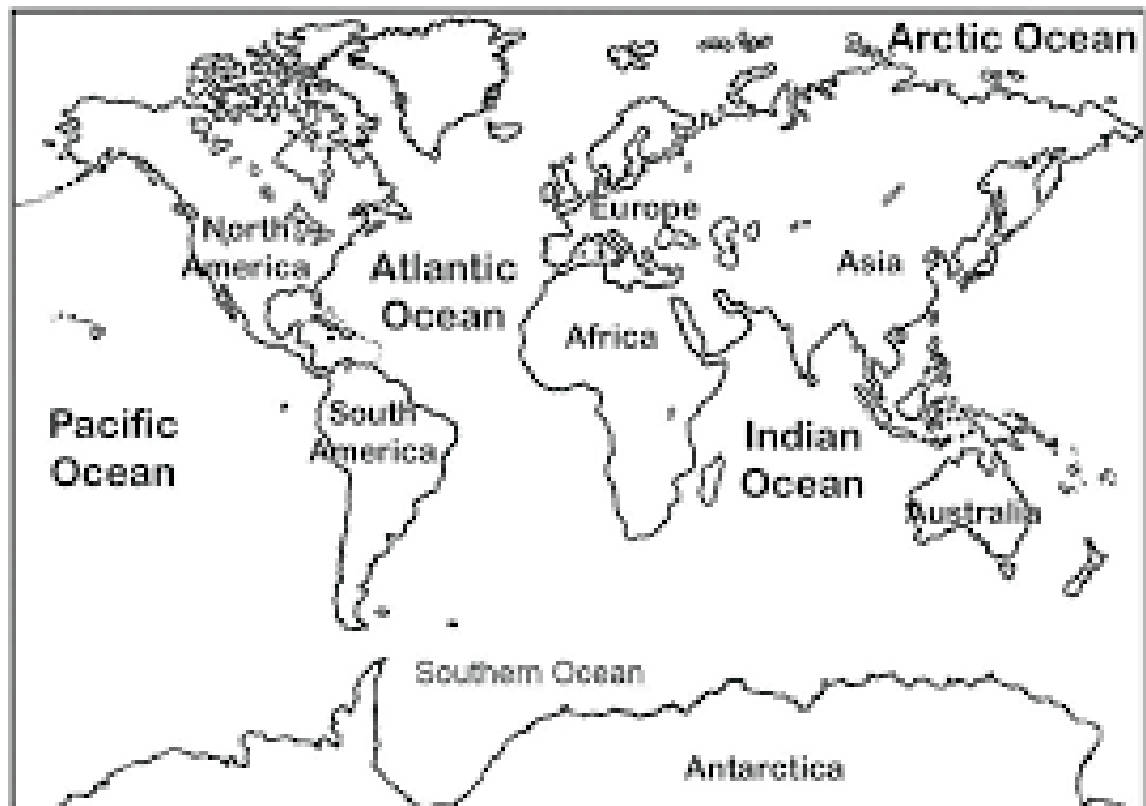 Arctic Ocean
Europe
North
America
Atlantic
Ocean
Asia
Africa
Pacific
Ocean
South
America
Indian
Ocean
Australia
Southern Ocean
Antarctica